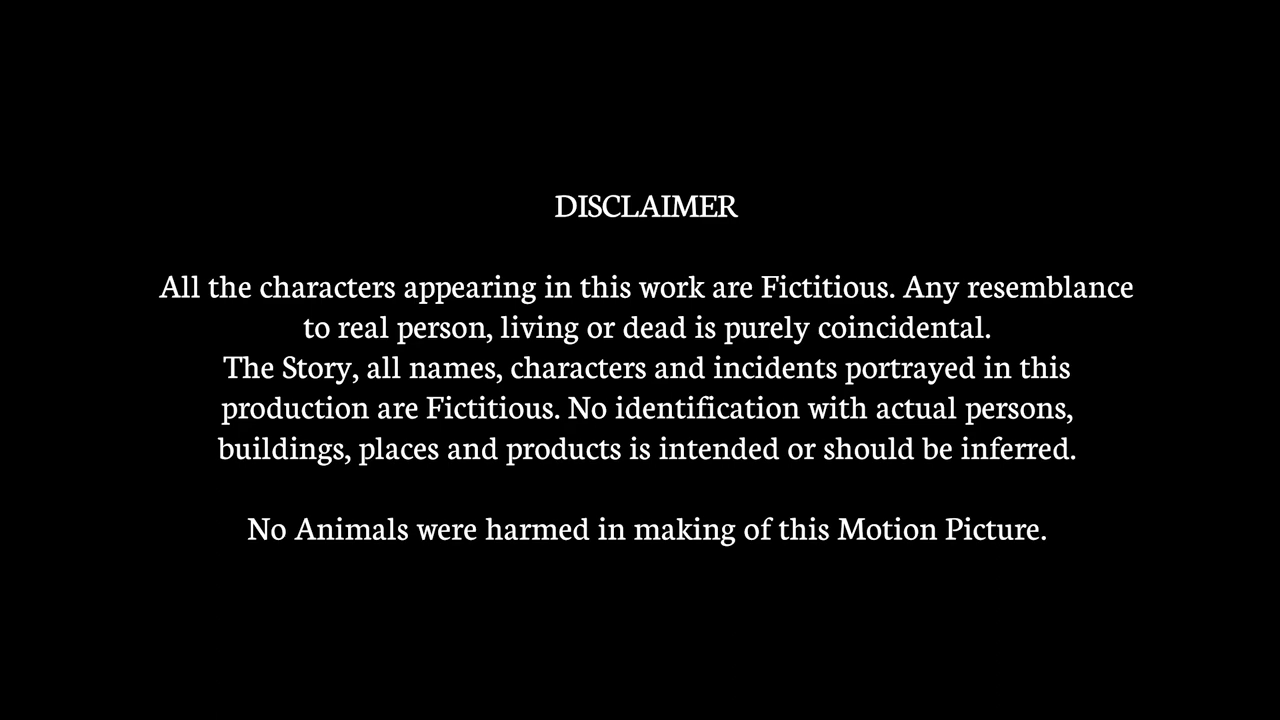 DISCLAIMER
All the characters appearing in this work are Fictitious. Any resemblance
to real person, living or dead is purely coincidental.
The Story, all names, characters and incidents portrayed in this
production are Fictitious. No identification with actual persons,
buildings, places and products is intended or should be inferred.
No Animals were harmed in making of this Motion Picture.